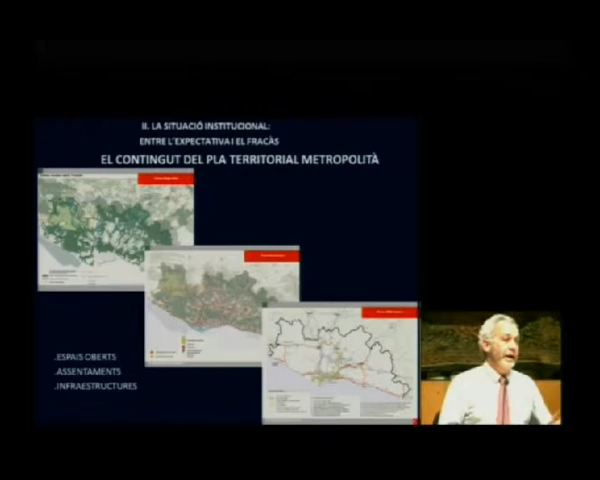 II. LA SITUACIÓ INSTITUCIONAL:
ENTRE L'EXPECTATIVA I EL FRACÀS
EL CONTINGUT DEL PLA TERRITORIAL METROPOLITÀ
.ESPAIS OBERTS
.ASSENTAMENTS
.INFRAESTRUCTURES